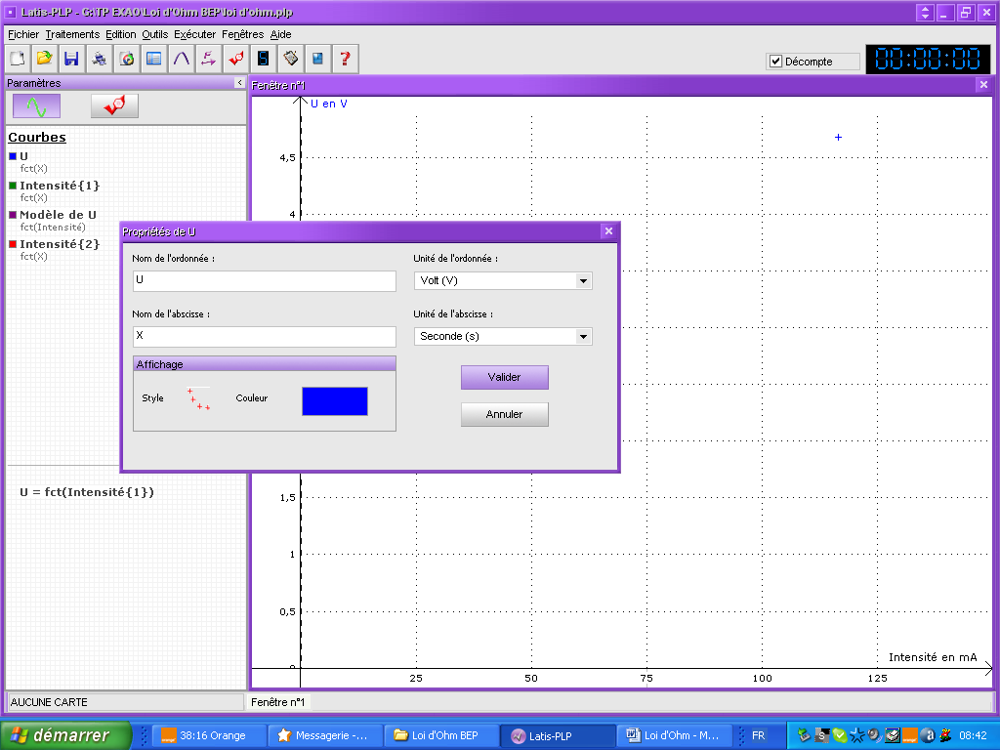 Latis-PLP - G:\TP EXAO\Loi d'Ohm BEP\loi d'ohm.plp
Fichier Traitements Edition Outils Exécuter Fenêtres Aide
Décompte
00:00:00
Paramètres
Fenêtre n°1
U en V
Courbes
U
fct(X)
Intensité{1}
fct(X)
Modèle de U
fct(Intensité)
Intensité{2}
fct(X)
4,5
4
Propriétés de U
Nom de l'ordonnée :
Unité de l'ordonnée :
U
Volt (V)
Nom de l'abscisse :
Unité de l'abscisse :
X
Seconde (s)
Affichage
Style
Couleur
Valider
Annuler
U = fct(Intensité{1})
1,5
1
0,5
0
Intensité en mA
25 50 75 100 125
AUCUNE CARTE
Fenêtre n°1
démarrer
38:16 Orange
Messagerie -...
Loi d'Ohm BEP
Latis-PLP
Loi d'Ohm - M...
FR
08:42